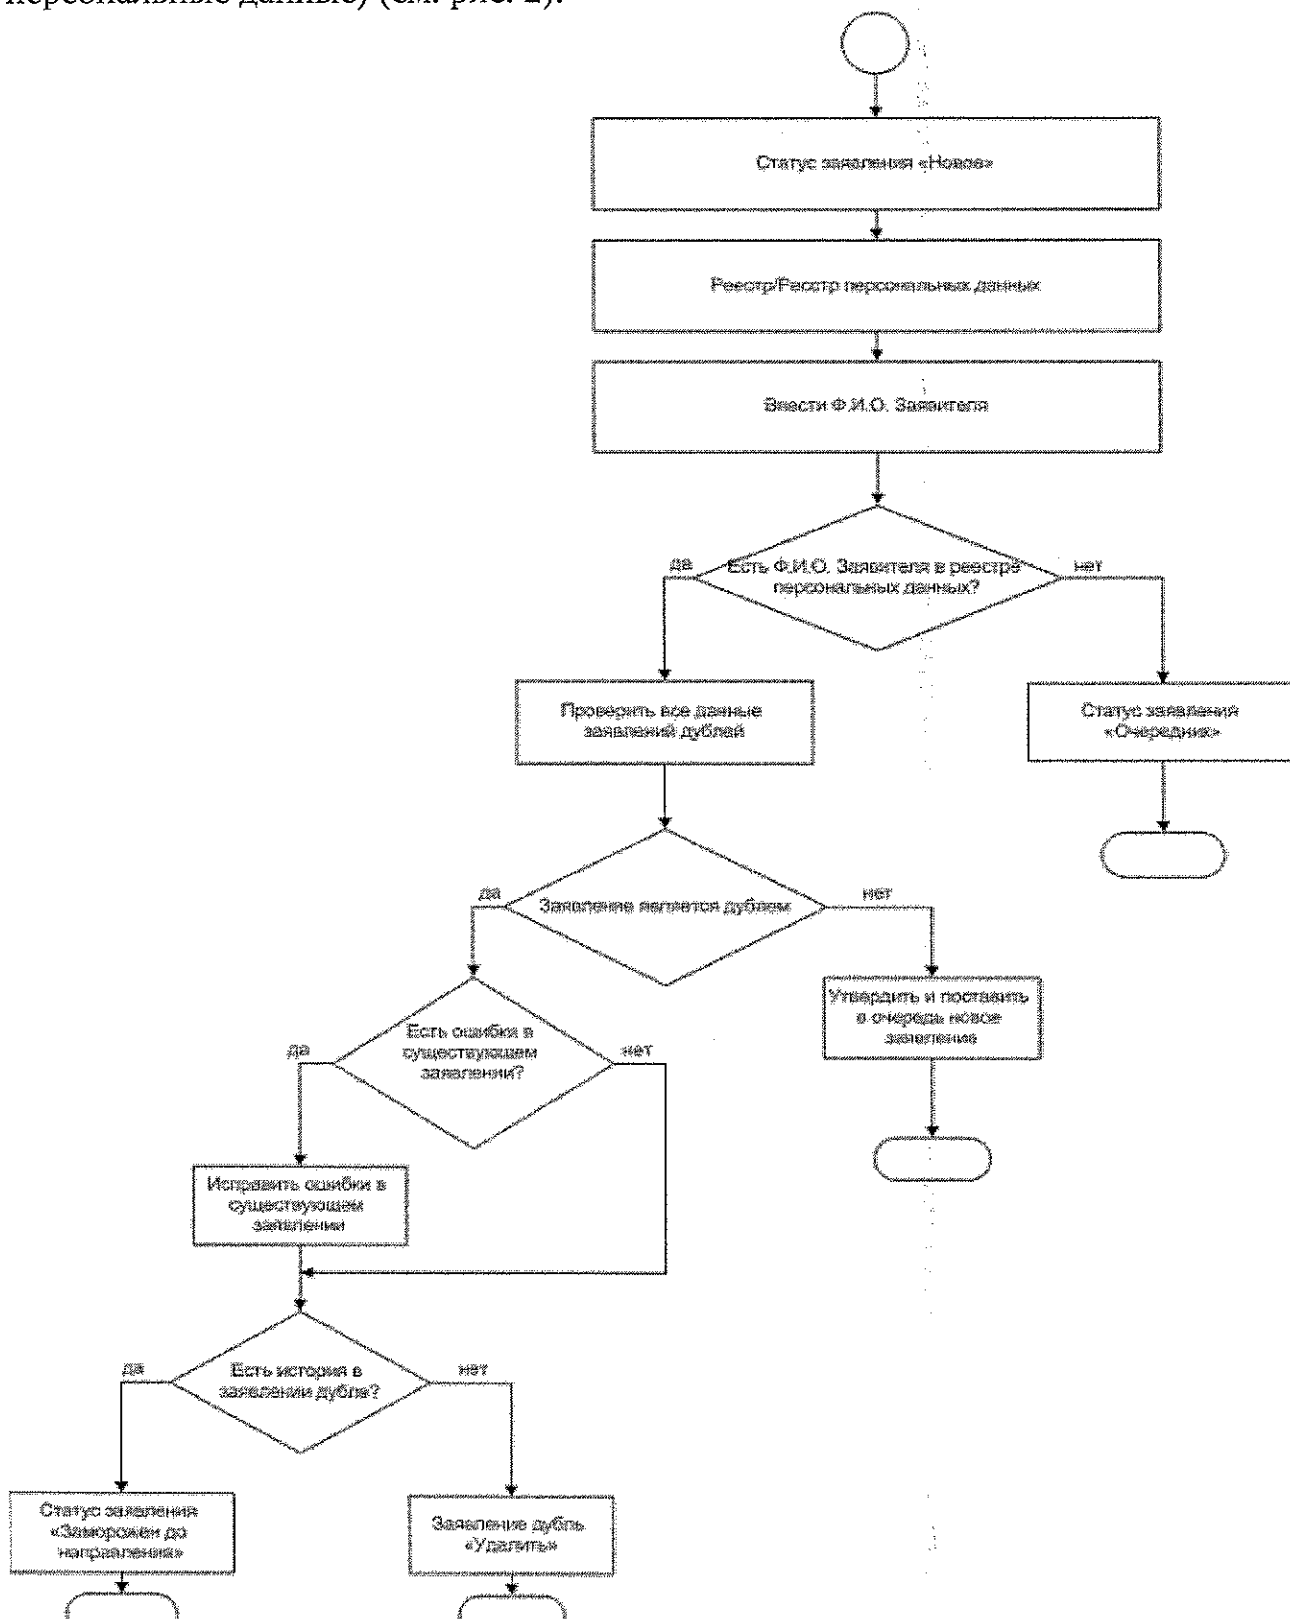 персональные данные) (см. рис. 2).
Статус заявления «Новое»
Реестр/Реестр персональных данных
Внести Ф.И.О. Заявителя
Есть Ф.И.О. Заявителя в реестре
персональных данных?
да
нет
Проверить все данные
заявлений дублей
Статус заявления
«Очередник»
Заявление является дублем
да
нет
Утвердить и поставить
в очередь новое
заявление
Есть ошибки в
существующем
заявлении?
да
нет
Исправить ошибки в
существующем
заявлении
Есть история в
заявлении дубле?
да
нет
Статус заявления
«Заморожен до
направления»
Заявление дубль
«Удалить»